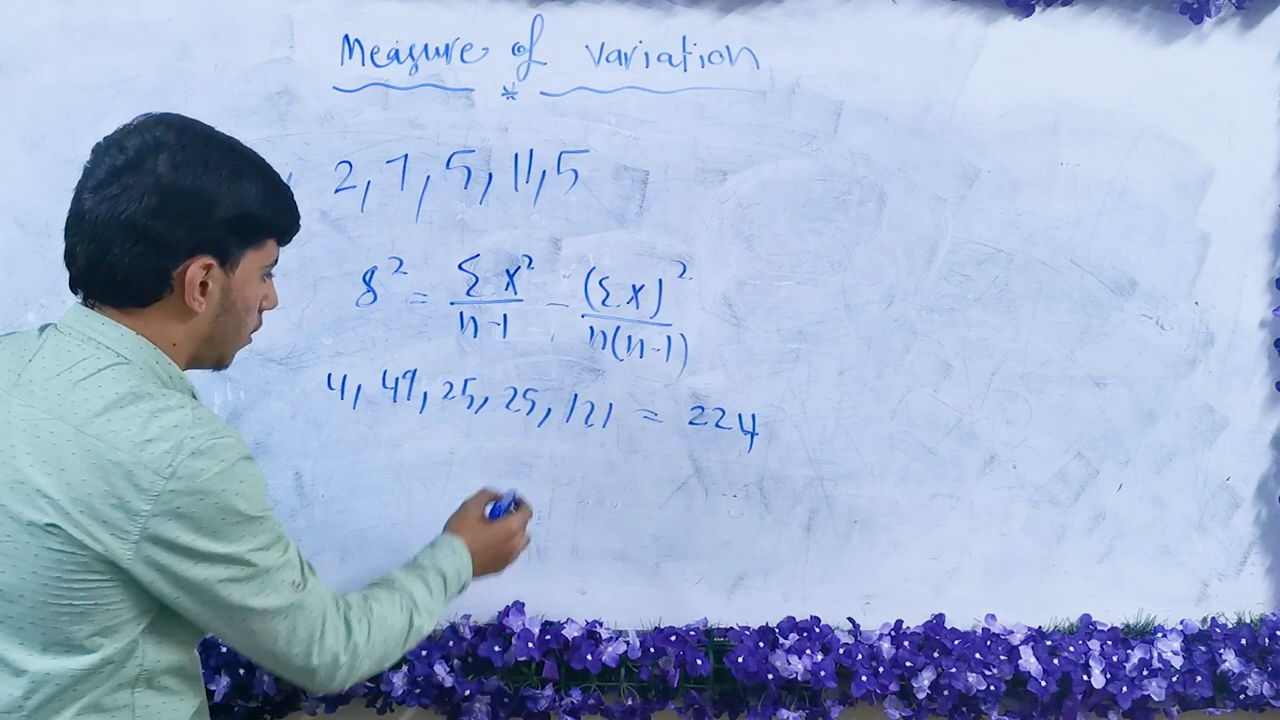 Measure of variation
*
2, 7, 5, 11, 5
s² = Σx²/n-1 - (Σx)²/n(n-1)
4, 49, 25, 25, 121 = 224